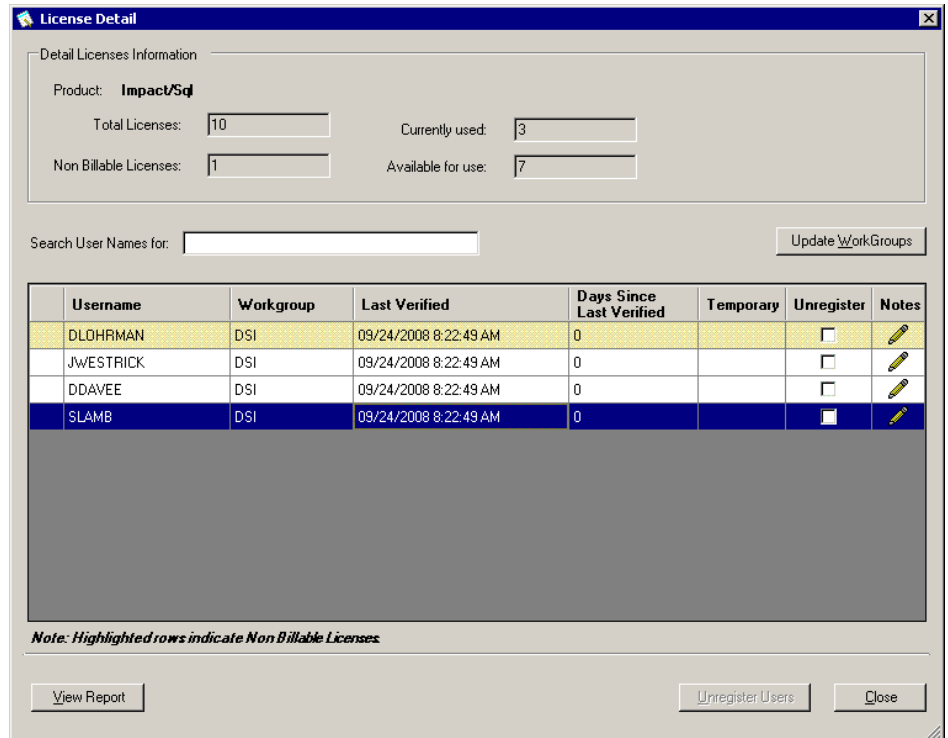 License Detail
Detail Licenses Information
Product: Impact/Sql
Total Licenses: 10 Currently used: 3
Non Billable Licenses: 1 Available for use: 7
Search User Names for: Update WorkGroups
Username Workgroup Last Verified Days Since Last Verified Temporary Unregister Notes
DLOHRMAN DSI 09/24/2008 8:22:49 AM 0
JWESTRICK DSI 09/24/2008 8:22:49 AM 0
DDAVEE DSI 09/24/2008 8:22:49 AM 0
SLAMB DSI 09/24/2008 8:22:49 AM 0
Note: Highlighted rows indicate Non Billable Licenses.
View Report Unregister Users Close